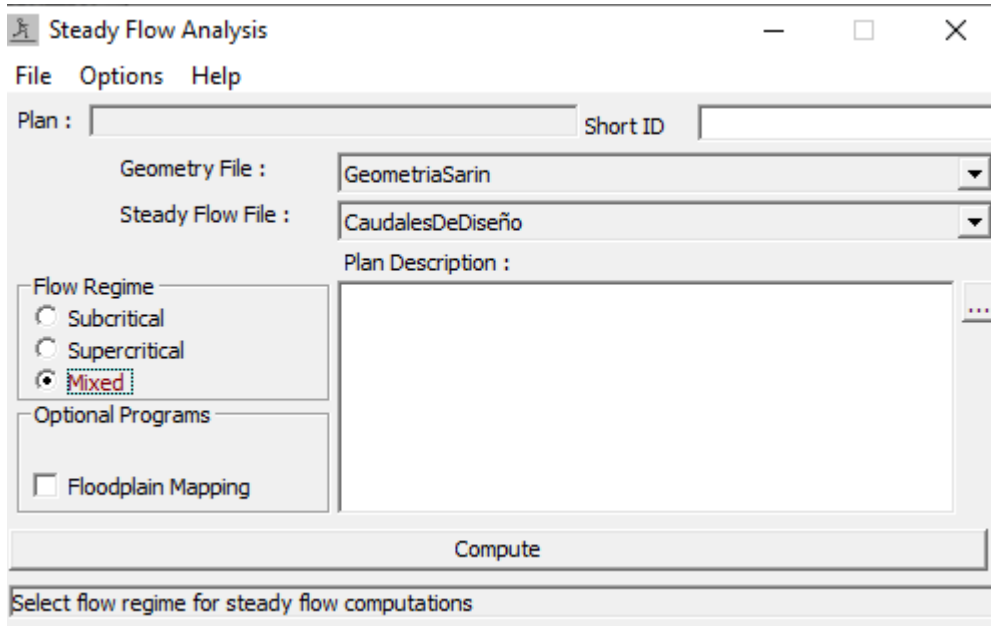 Steady Flow Analysis
File Options Help
Plan :
Short ID
Geometry File :
GeometriaSarin
Steady Flow File :
CaudalesDeDiseño
Plan Description :
Flow Regime
Subcritical
Supercritical
Mixed
...
Optional Programs
Floodplain Mapping
Compute
Select flow regime for steady flow computations